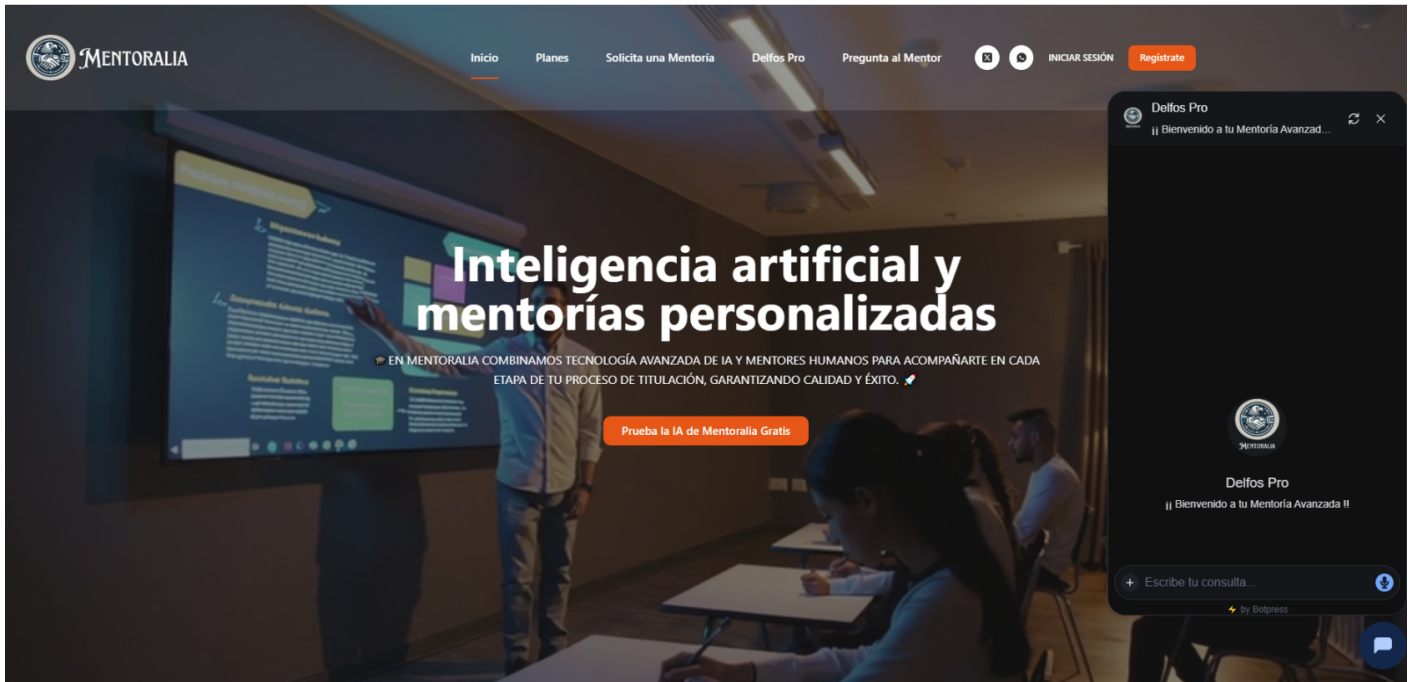 MENTORALIA
Inicio
Planes
Solicita una Mentoría
Delfos Pro
Pregunta al Mentor
INICIAR SESIÓN
Regístrate
Inteligencia artificial y
mentorías personalizadas
🎓 EN MENTORALIA COMBINAMOS TECNOLOGÍA AVANZADA DE IA Y MENTORES HUMANOS PARA ACOMPAÑARTE EN CADA
ETAPA DE TU PROCESO DE TITULACIÓN, GARANTIZANDO CALIDAD Y ÉXITO. 🚀
Prueba la IA de Mentoralia Gratis
Delfos Pro
¡¡ Bienvenido a tu Mentoría Avanzad...
MENTORALIA
Delfos Pro
¡¡ Bienvenido a tu Mentoría Avanzada !!
Escribe tu consulta...
⚡ by Botpress